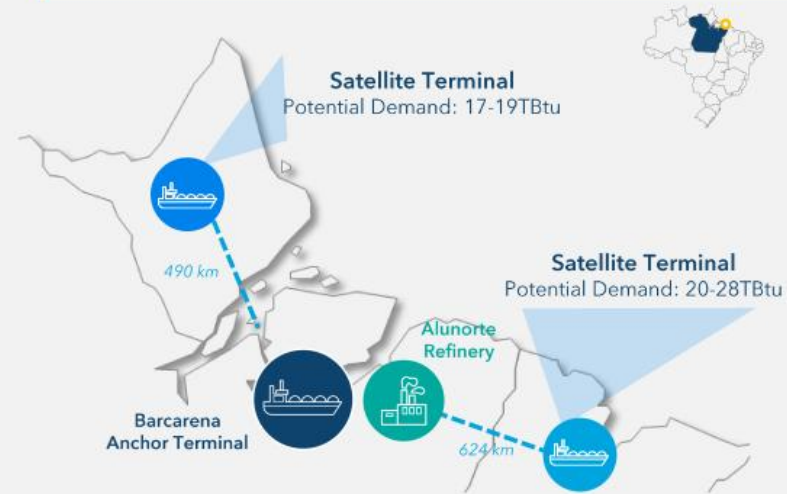 Satellite Terminal
Potential Demand: 17-19TBtu
490 km
Satellite Terminal
Potential Demand: 20-28TBtu
Alunorte
Refinery
Barcarena
Anchor Terminal
624 km